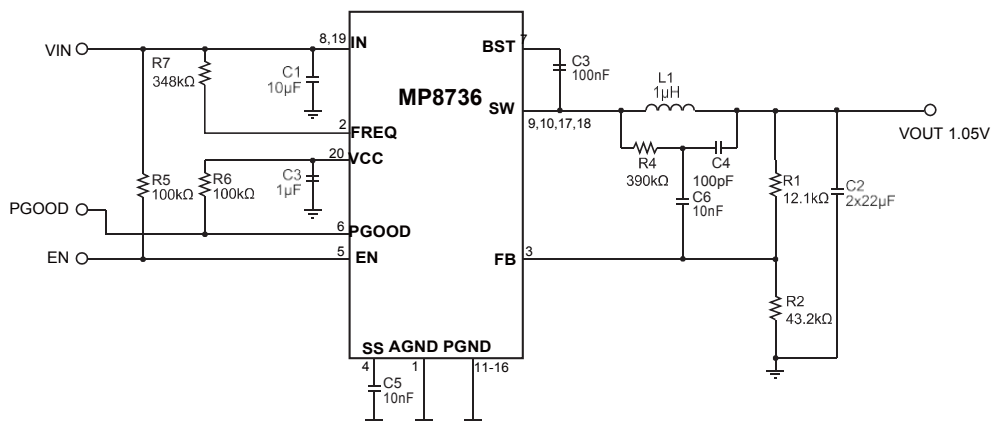 VIN
8,19
IN
R7
348kΩ
C1
10µF
2
FREQ
20
VCC
C3
1µF
R5
100kΩ
R6
100kΩ
PGOOD
6
PGOOD
EN
5
EN
MP8736
BST
7
C3
100nF
SW
9,10,17,18
L1
1µH
R4
390kΩ
C4
100pF
C6
10nF
VOUT 1.05V
R1
12.1kΩ
C2
2x22µF
FB
3
R2
43.2kΩ
SS
AGND
PGND
4
1
11-16
C5
10nF